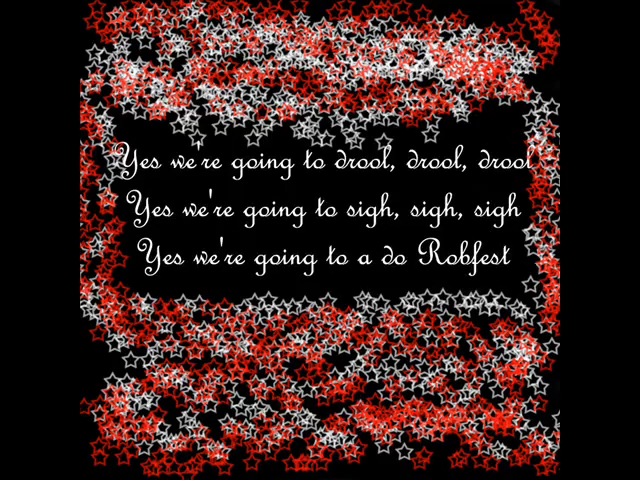 Yes we're going to drool, drool, drool
Yes we're going to sigh, sigh, sigh
Yes we're going to a do Robfest